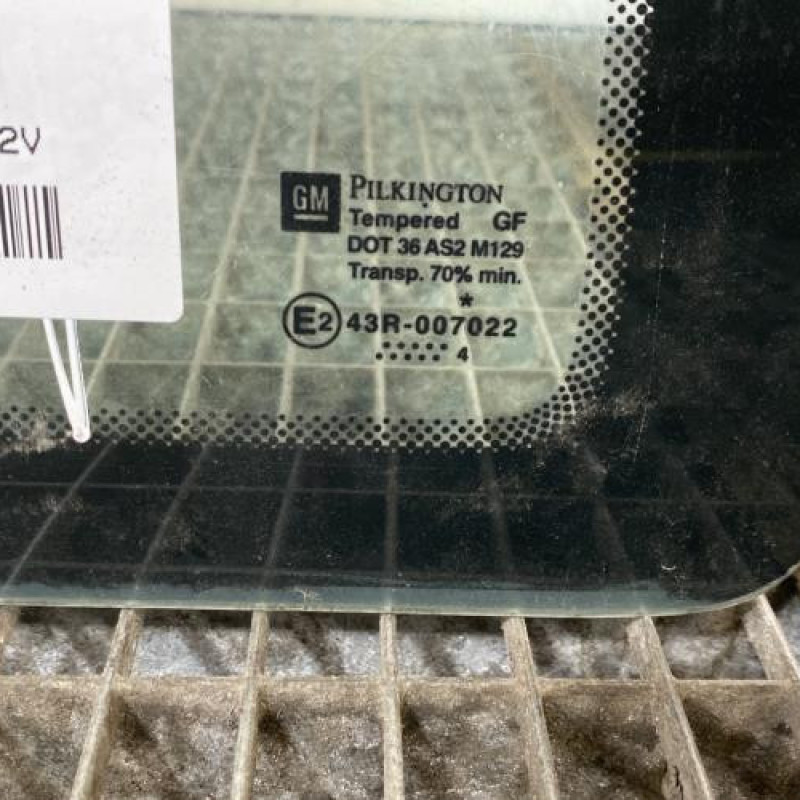 2V
GM PILKINGTON
Tempered GF
DOT 36 AS2 M129
Transp. 70% min.
*
E2 43R-007022
4